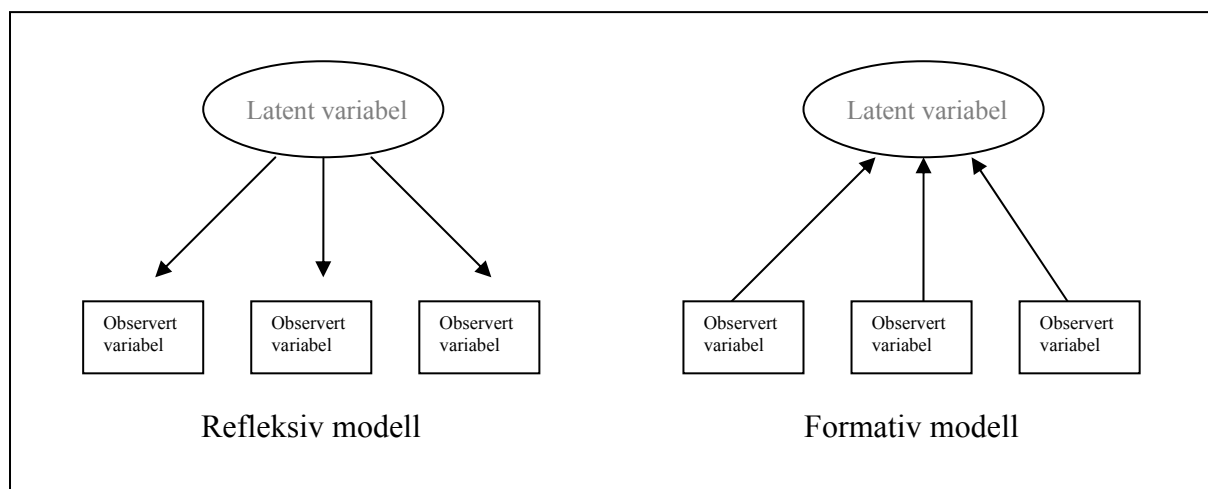 Latent variabel
Observert
variabel
Observert
variabel
Observert
variabel
Refleksiv modell
Latent variabel
Observert
variabel
Observert
variabel
Observert
variabel
Formativ modell